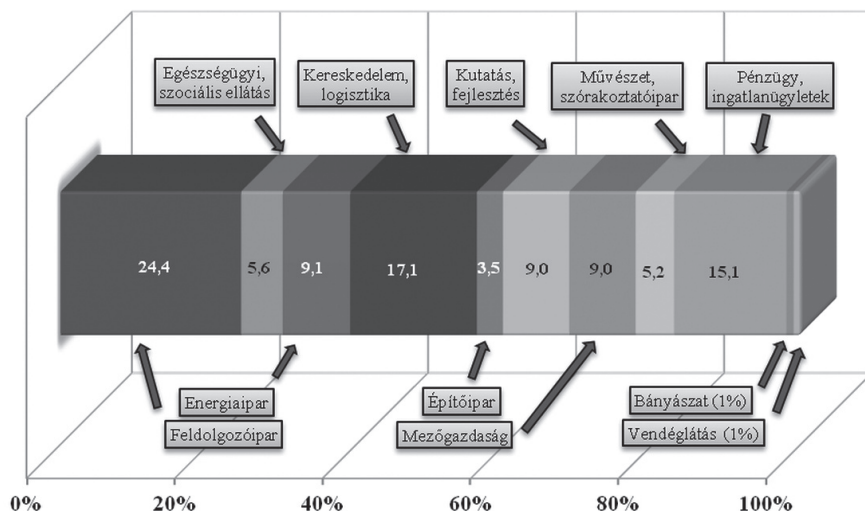 Egészségügyi,
szociális ellátás
Kereskedelem,
logisztika
Kutatás,
fejlesztés
Művészet,
szórakoztatóipar
Pénzügy,
ingatlanügyletek
24,4
5,6
9,1
17,1
3,5
9,0
9,0
5,2
15,1
Energiaipar
Feldolgozóipar
Építőipar
Mezőgazdaság
Bányászat (1%)
Vendéglátás (1%)
0%
20%
40%
60%
80%
100%